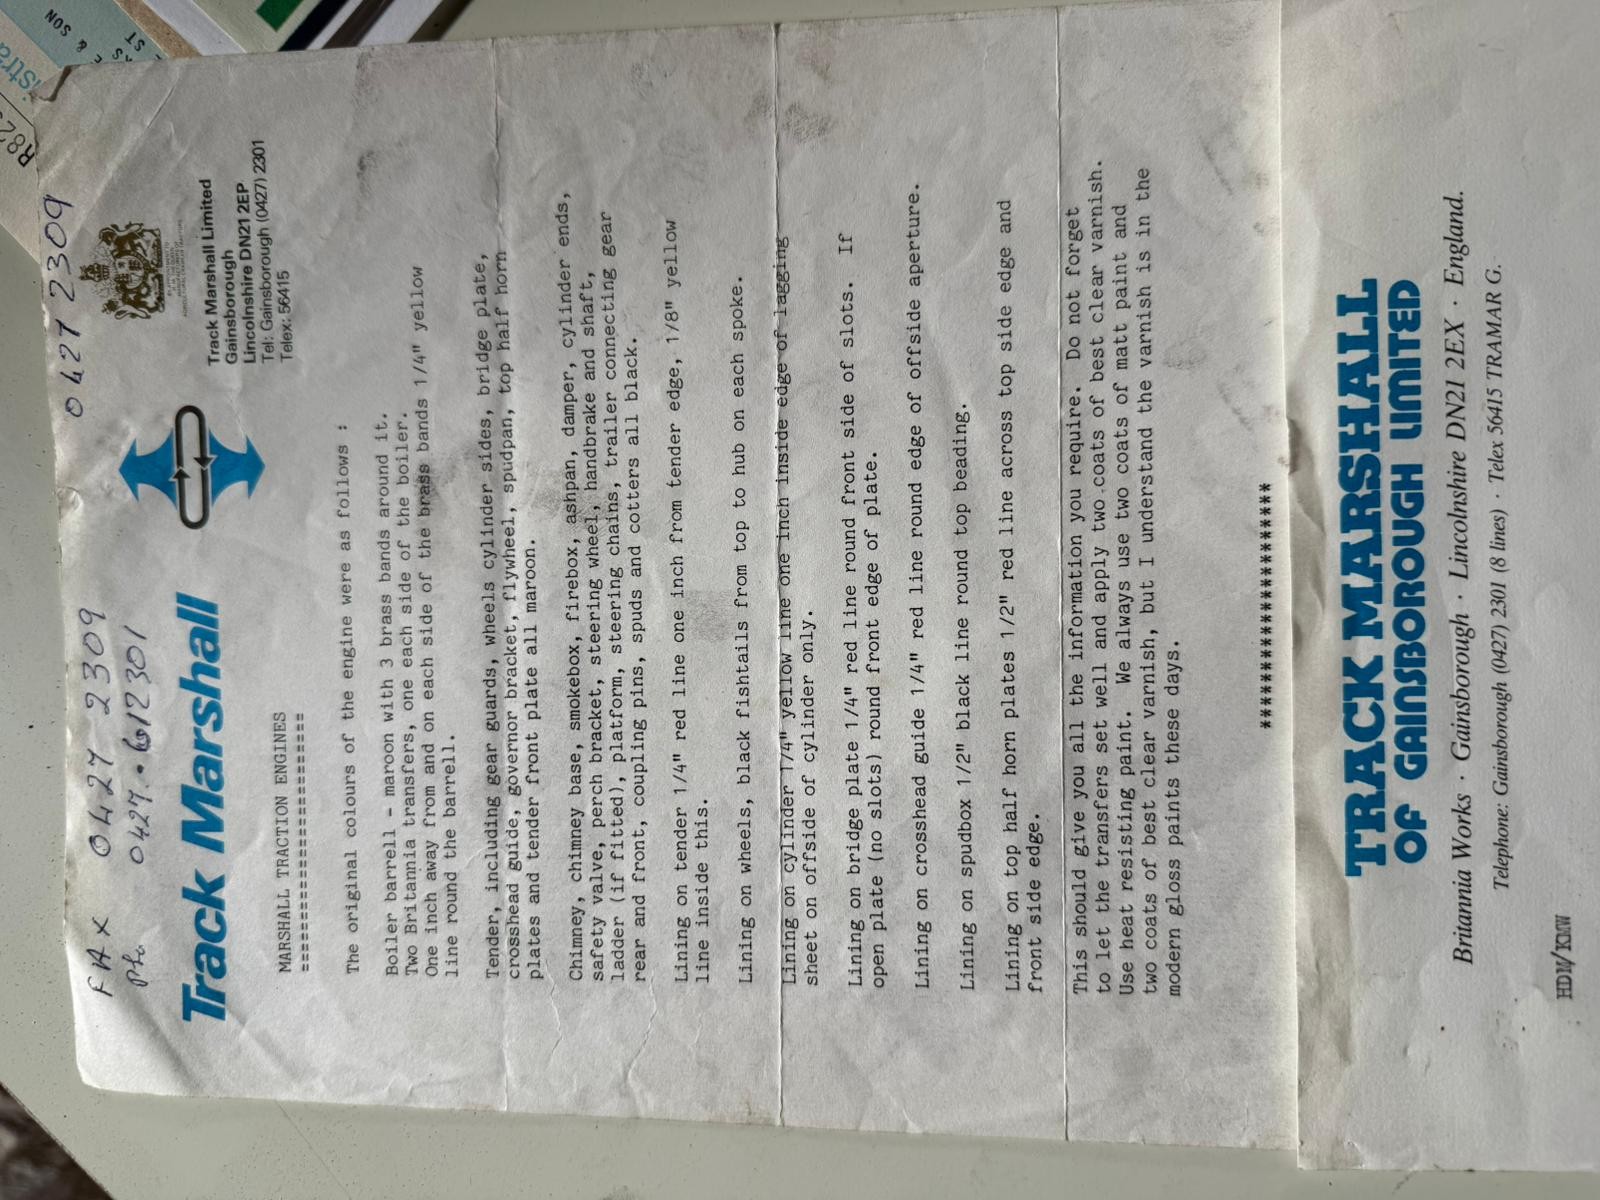 FAX 0427 2309
Ph 0427.612301
0427 2309
Track Marshall
Track Marshall Limited
Gainsborough
Lincolnshire DN21 2EP
Tel: Gainsborough (0427) 2301
Telex: 56415
MARSHALL TRACTION ENGINES
=========================
The original colours of the engine were as follows :
Boiler barrell - maroon with 3 brass bands around it.
Two Britannia transfers, one each side of the boiler.
One inch away from and on each side of the brass bands 1/4" yellow
line round the barrell.
Tender, including gear guards, wheels cylinder sides, bridge plate,
crosshead guide, governor bracket, flywheel, spudpan, top half horn
plates and tender front plate all maroon.
Chimney, chimney base, smokebox, firebox, ashpan, damper, cylinder ends,
safety valve, perch bracket, steering wheel, handbrake and shaft,
ladder (if fitted), platform, steering chains, trailer connecting gear
rear and front, coupling pins, spuds and cotters all black.
Lining on tender 1/4" red line one inch from tender edge, 1/8" yellow
line inside this.
Lining on wheels, black fishtails from top to hub on each spoke.
Lining on cylinder 1/4" yellow line one inch inside edge of lagging
sheet on offside of cylinder only.
Lining on bridge plate 1/4" red line round front side of slots. If
open plate (no slots) round front edge of plate.
Lining on crosshead guide 1/4" red line round edge of offside aperture.
Lining on spudbox 1/2" black line round top beading.
Lining on top half horn plates 1/2" red line across top side edge and
front side edge.
This should give you all the information you require. Do not forget
to let the transfers set well and apply two coats of best clear varnish.
Use heat resisting paint. We always use two coats of matt paint and
two coats of best clear varnish, but I understand the varnish is in the
modern gloss paints these days.
************************
TRACK MARSHALL
OF GAINSBOROUGH LIMITED
Britannia Works · Gainsborough · Lincolnshire DN21 2EX · England.
Telephone: Gainsborough (0427) 2301 (8 lines) · Telex 56415 TRAMAR G.
HDM/KMW
& SON
ST
R82